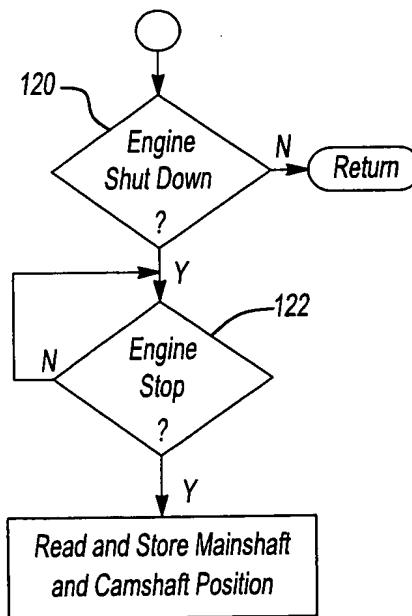 120
Engine
Shut Down
?
N
Return
Y
122
N
Engine
Stop
?
Y
Read and Store Mainshaft
and Camshaft Position